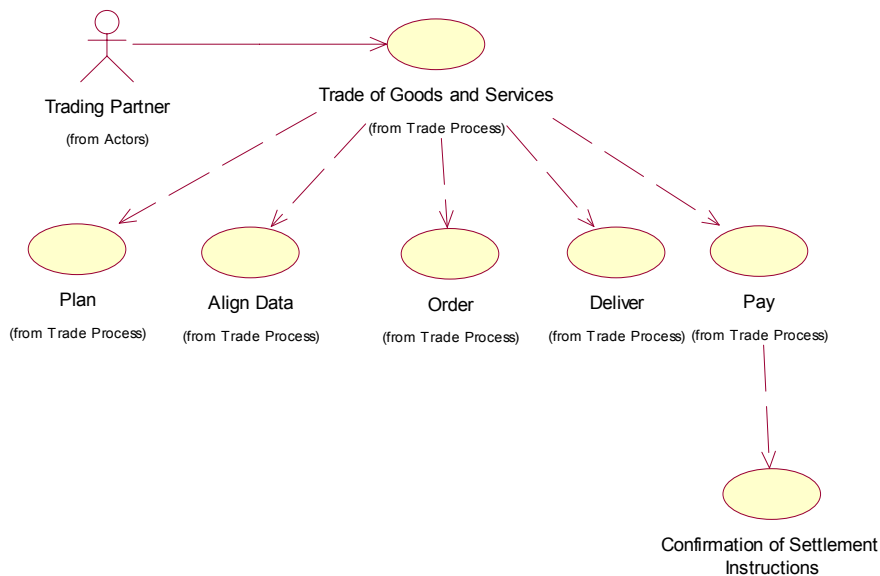 Trading Partner
(from Actors)
Trade of Goods and Services
(from Trade Process)
Plan
(from Trade Process)
Align Data
(from Trade Process)
Order
(from Trade Process)
Deliver
(from Trade Process)
Pay
(from Trade Process)
Confirmation of Settlement
Instructions